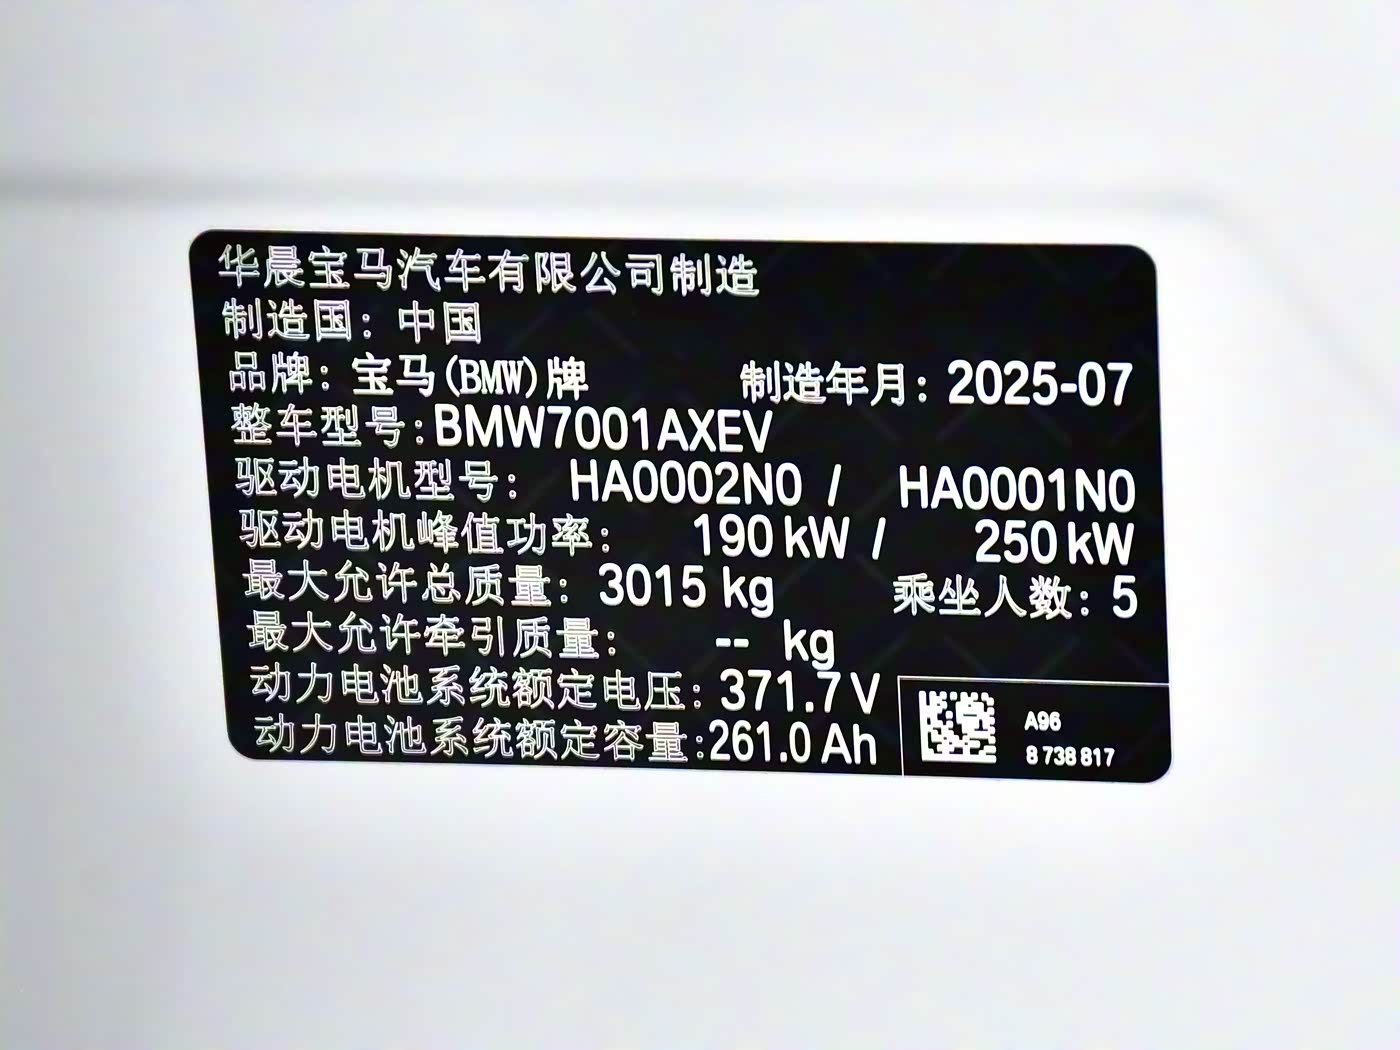 华晨宝马汽车有限公司制造
制造国：中国
品牌：宝马(BMW)牌 制造年月：2025-07
整车型号:BMW7001AXEV
驱动电机型号： HA0002N0 / HA0001N0
驱动电机峰值功率： 190 kW / 250 kW
最大允许总质量：3015 kg 乘坐人数：5
最大允许牵引质量： -- kg
动力电池系统额定电压：371.7 V
动力电池系统额定容量:261.0 Ah
A96
8 738 817